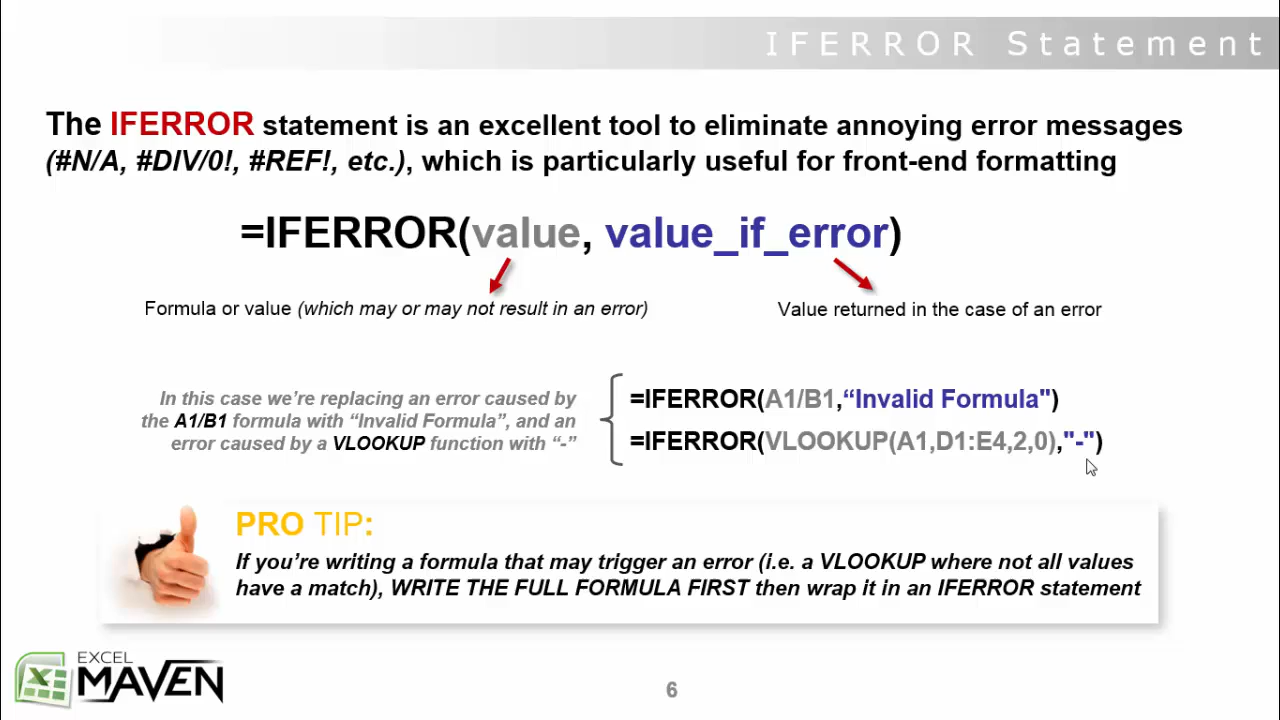 IFERROR Statement
The IFERROR statement is an excellent tool to eliminate annoying error messages
(#N/A, #DIV/0!, #REF!, etc.), which is particularly useful for front-end formatting
=IFERROR(value, value_if_error)
Formula or value (which may or may not result in an error)
Value returned in the case of an error
In this case we’re replacing an error caused by
the A1/B1 formula with “Invalid Formula”, and an
error caused by a VLOOKUP function with “-”
=IFERROR(A1/B1,“Invalid Formula")
=IFERROR(VLOOKUP(A1,D1:E4,2,0),"-")
PRO TIP:
If you’re writing a formula that may trigger an error (i.e. a VLOOKUP where not all values
have a match), WRITE THE FULL FORMULA FIRST then wrap it in an IFERROR statement
EXCEL
MAVEN
6